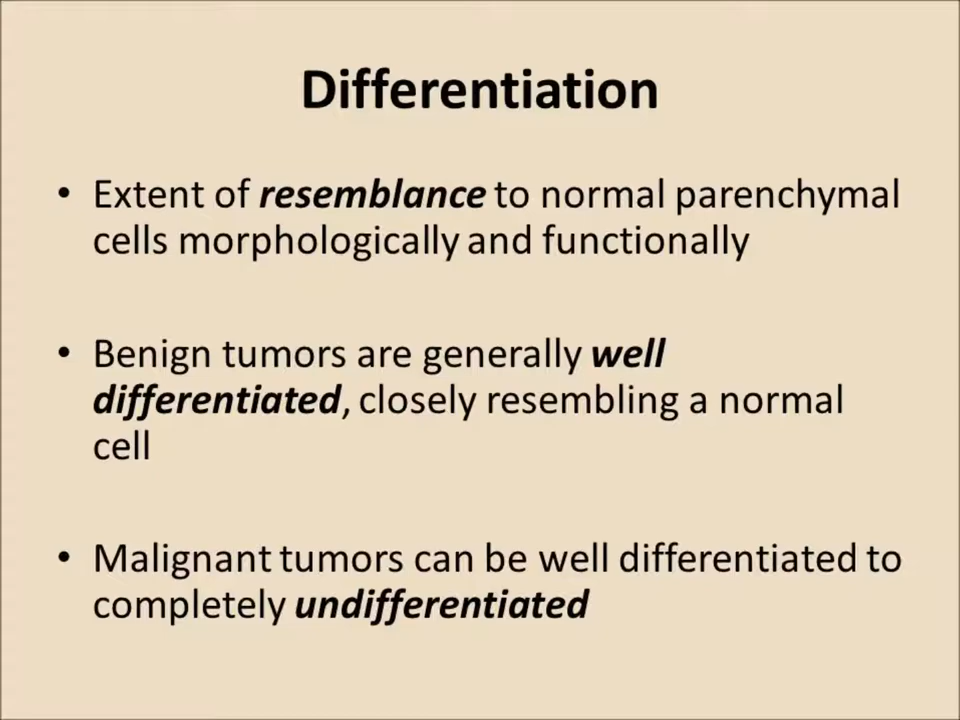 Differentiation
• Extent of resemblance to normal parenchymal
cells morphologically and functionally
• Benign tumors are generally well
differentiated, closely resembling a normal
cell
• Malignant tumors can be well differentiated to
completely undifferentiated